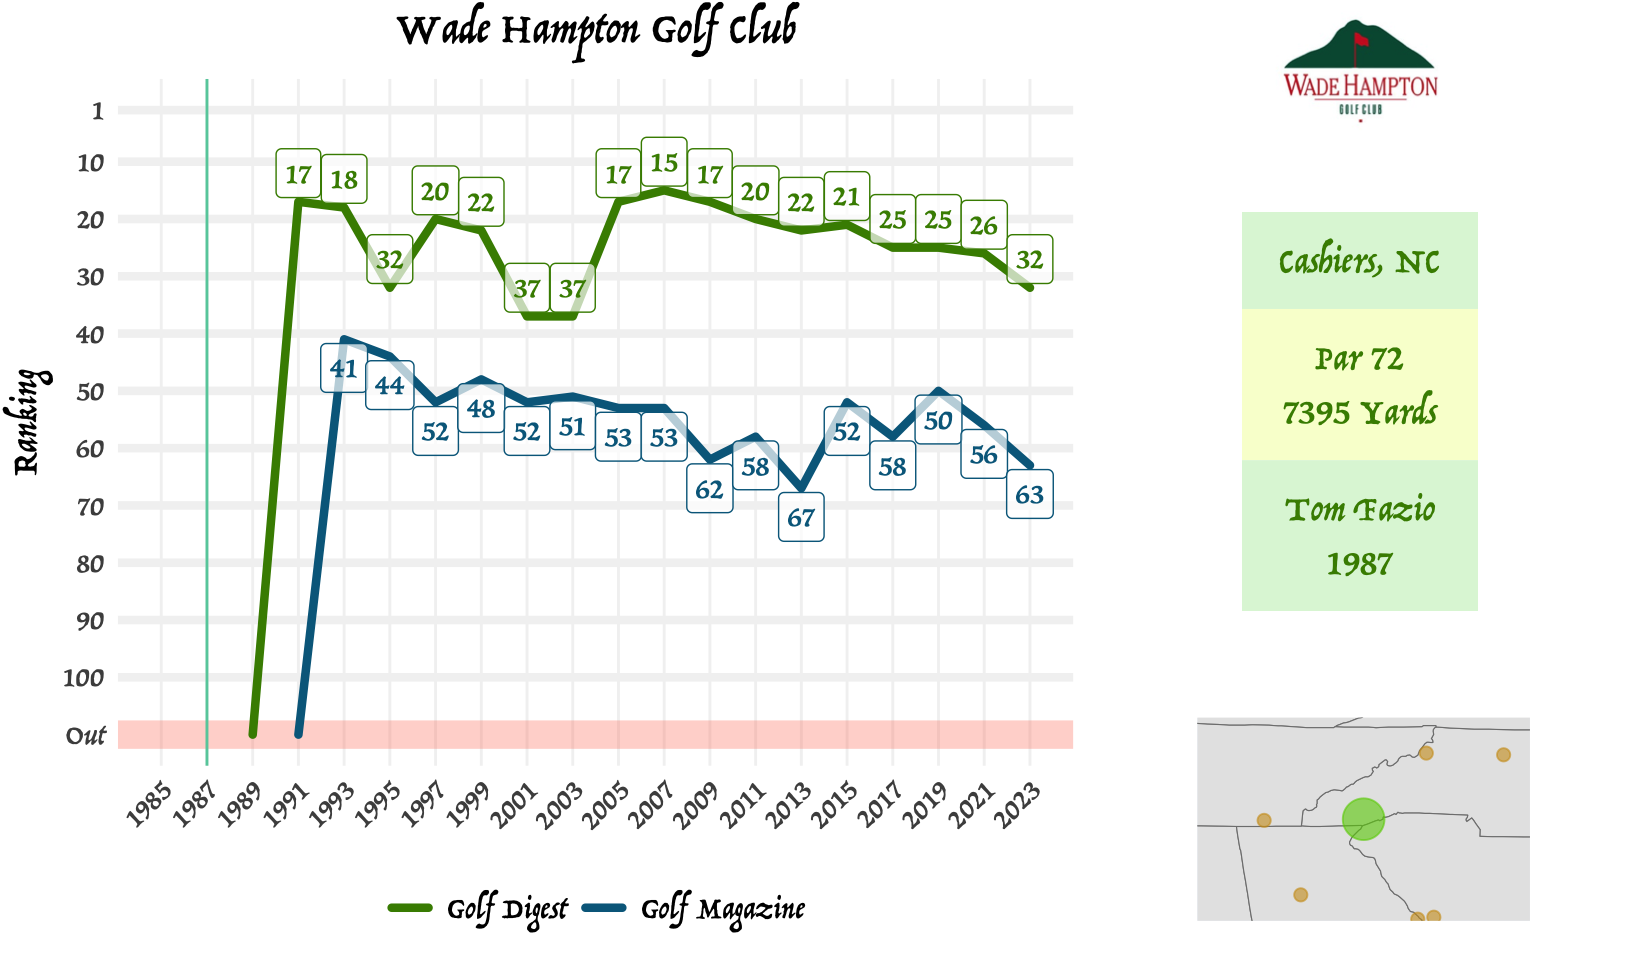 Wade Hampton Golf Club
WADE HAMPTON
GOLF CLUB
Ranking
1
10
20
30
40
50
60
70
80
90
100
Out
17 18 32 20 22 37 37 17 15 17 20 22 21 25 25 26 32
41 44 52 48 52 51 53 53 62 58 67 52 58 50 56 63
1985 1987 1989 1991 1993 1995 1997 1999 2001 2003 2005 2007 2009 2011 2013 2015 2017 2019 2021 2023
Golf Digest Golf Magazine
Cashiers, NC
Par 72
7395 Yards
Tom Fazio
1987